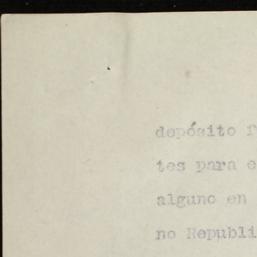 depósito
tes para
alguno en
no Republi